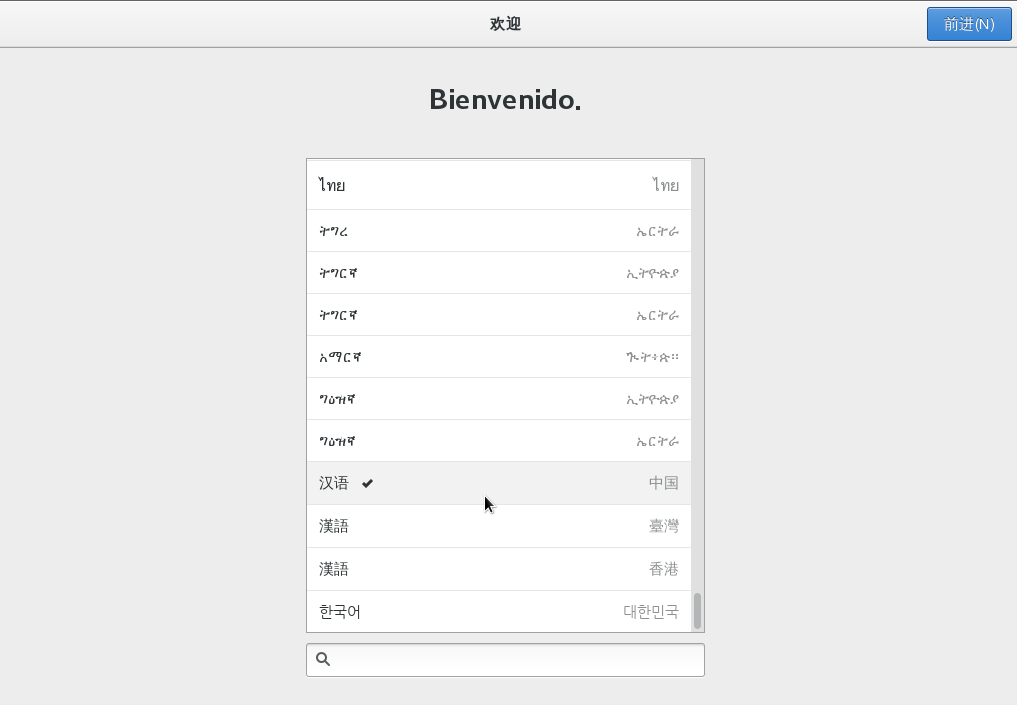 欢迎
前进(N)
Bienvenido.
ไทย ไทย
ትግረ ኤርትራ
ትግርኛ ኢትዮጵያ
ትግርኛ ኤርትራ
አማርኛ ኢትዮጵያ
ግዕዝኛ ኢትዮጵያ
ግዕዝኛ ኤርትራ
汉语 中国
漢語 臺灣
漢語 香港
한국어 대한민국